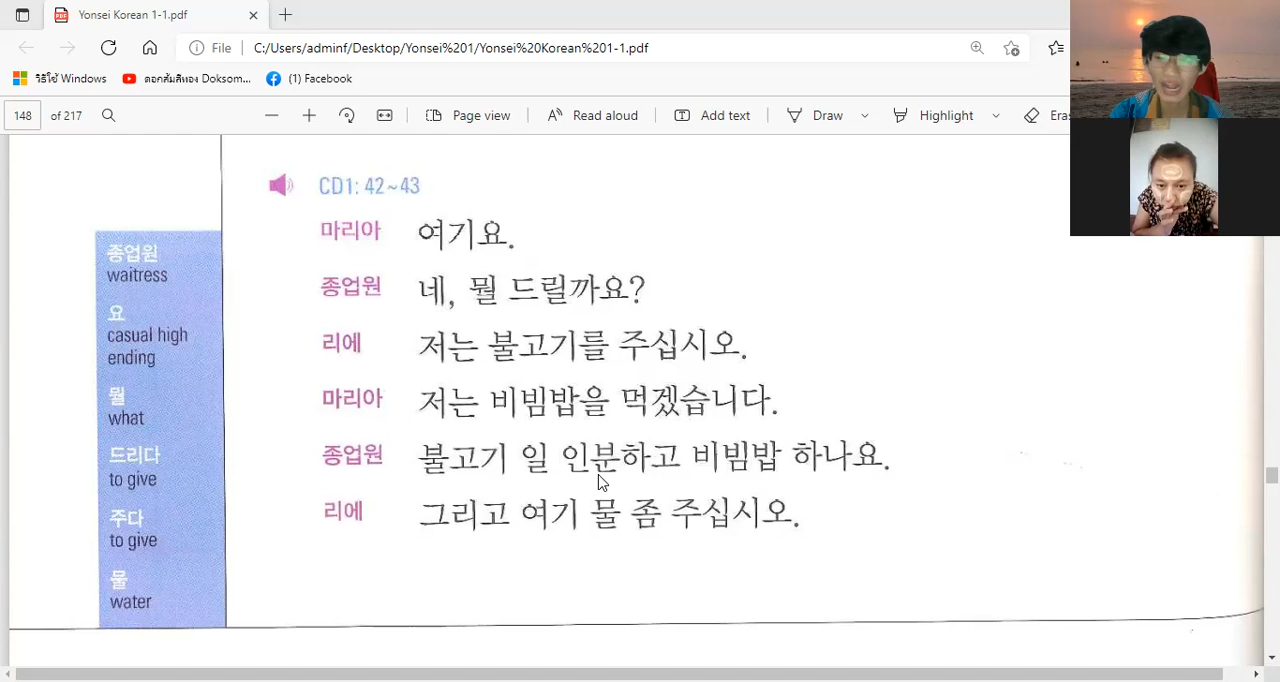 Yonsei Korean 1-1.pdf
File C:/Users/adminf/Desktop/Yonsei%201/Yonsei%20Korean%201-1.pdf
วิธีใช้ Windows ดอกส้มสีทอง Doksom... (1) Facebook
148 of 217 Page view Read aloud Add text Draw Highlight Eras
CD1: 42~43
마리아 여기요.
종업원 네, 뭘 드릴까요?
리에 저는 불고기를 주십시오.
마리아 저는 비빔밥을 먹겠습니다.
종업원 불고기 일 인분하고 비빔밥 하나요.
리에 그리고 여기 물 좀 주십시오.
종업원
waitress
요
casual high
ending
뭘
what
드리다
to give
주다
to give
물
water